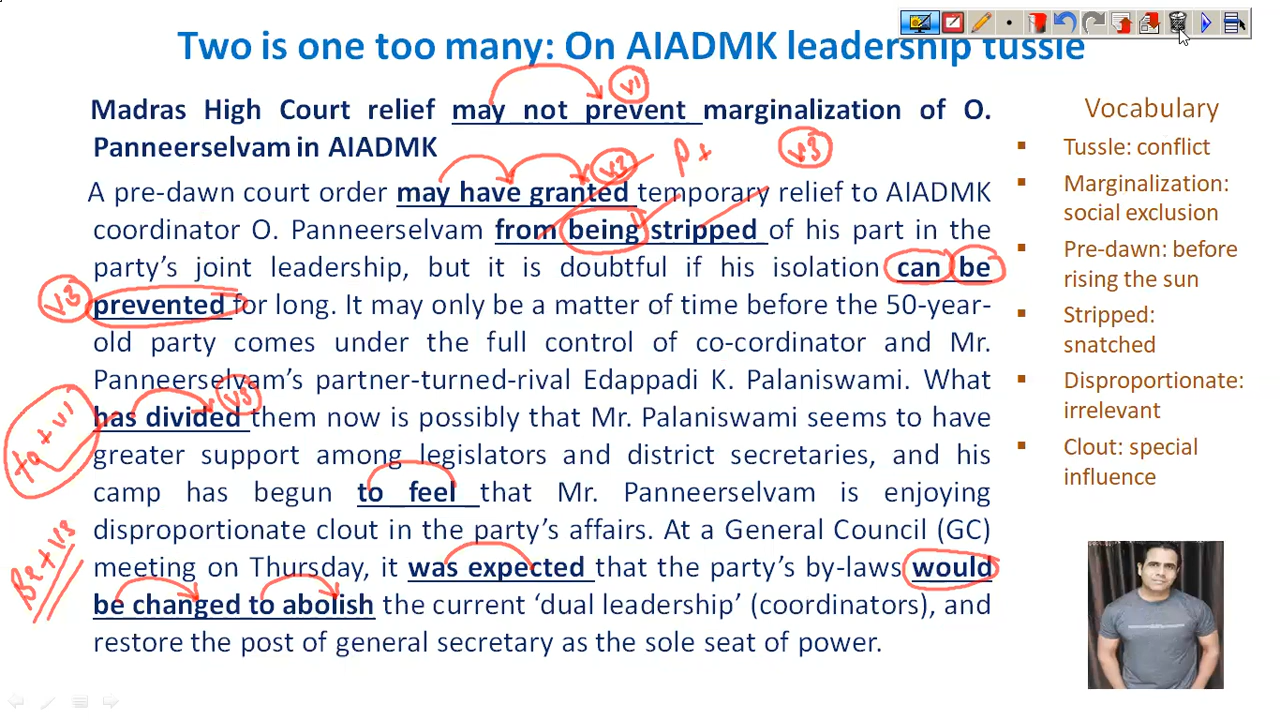 Two is one too many: On AIADMK leadership tussle
Madras High Court relief may not prevent marginalization of O.
Panneerselvam in AIADMK
A pre-dawn court order may have granted temporary relief to AIADMK
coordinator O. Panneerselvam from being stripped of his part in the
party's joint leadership, but it is doubtful if his isolation can be
prevented for long. It may only be a matter of time before the 50-year-
old party comes under the full control of co-cordinator and Mr.
Panneerselvam's partner-turned-rival Edappadi K. Palaniswami. What
has divided them now is possibly that Mr. Palaniswami seems to have
greater support among legislators and district secretaries, and his
camp has begun to feel that Mr. Panneerselvam is enjoying
disproportionate clout in the party's affairs. At a General Council (GC)
meeting on Thursday, it was expected that the party's by-laws would
be changed to abolish the current 'dual leadership' (coordinators), and
restore the post of general secretary as the sole seat of power.
Vocabulary
Tussle: conflict
Marginalization:
social exclusion
Pre-dawn: before
rising the sun
Stripped:
snatched
Disproportionate:
irrelevant
Clout: special
influence
V1
V3
V3
V3
V3
to + V1
Be + V3